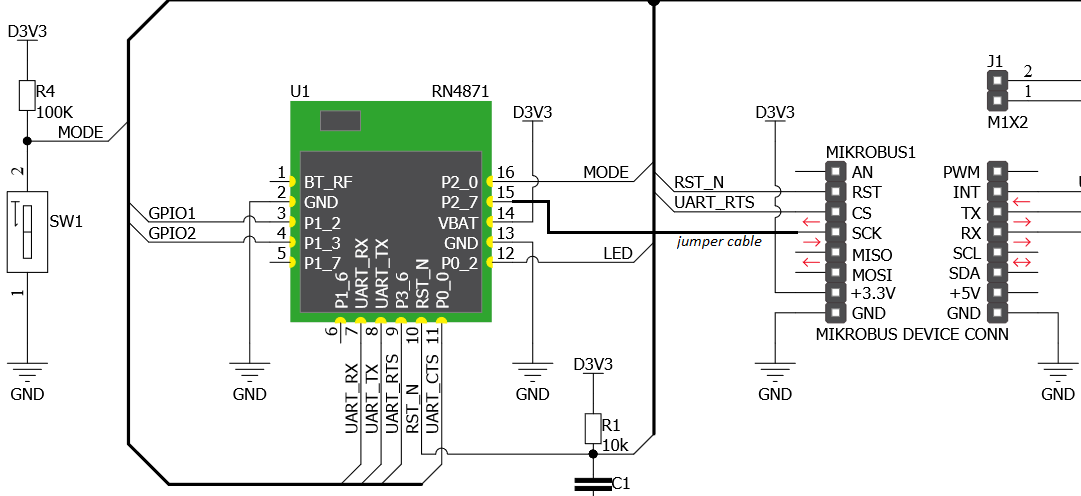 D3V3
R4
100K
MODE
2
SW1
1
GND
GPIO1
GPIO2
U1
RN4871
1
2
3
4
5
BT_RF
GND
P1_2
P1_3
P1_7
P2_0
P2_7
VBAT
GND
P0_2
16
15
14
13
12
P1_6
UART_RX
UART_TX
P3_6
RST_N
P0_0
6
7
8
9
10
11
UART_RX
UART_TX
UART_RTS
RST_N
UART_CTS
GND
D3V3
MODE
LED
GND
D3V3
R1
10k
C1
RST_N
UART_RTS
jumper cable
D3V3
MIKROBUS1
AN
RST
CS
SCK
MISO
MOSI
+3.3V
GND
PWM
INT
TX
RX
SCL
SDA
+5V
GND
MIKROBUS DEVICE CONN
GND
GND
J1
2
1
M1X2